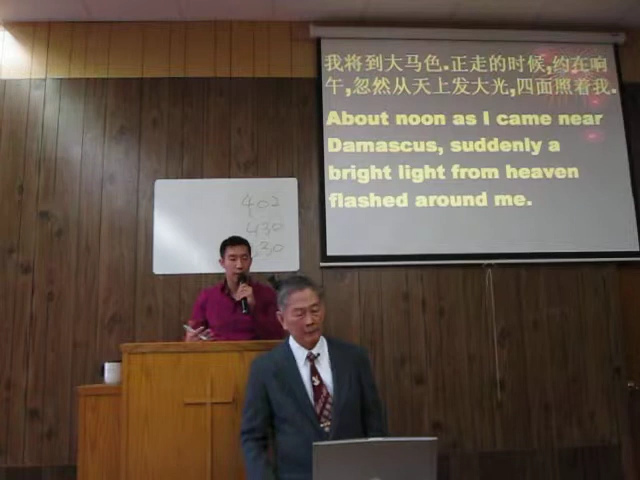 我将到大马色.正走的时候,约在晌
午,忽然从天上发大光,四面照着我.
About noon as I came near
Damascus, suddenly a
bright light from heaven
flashed around me.
402
430